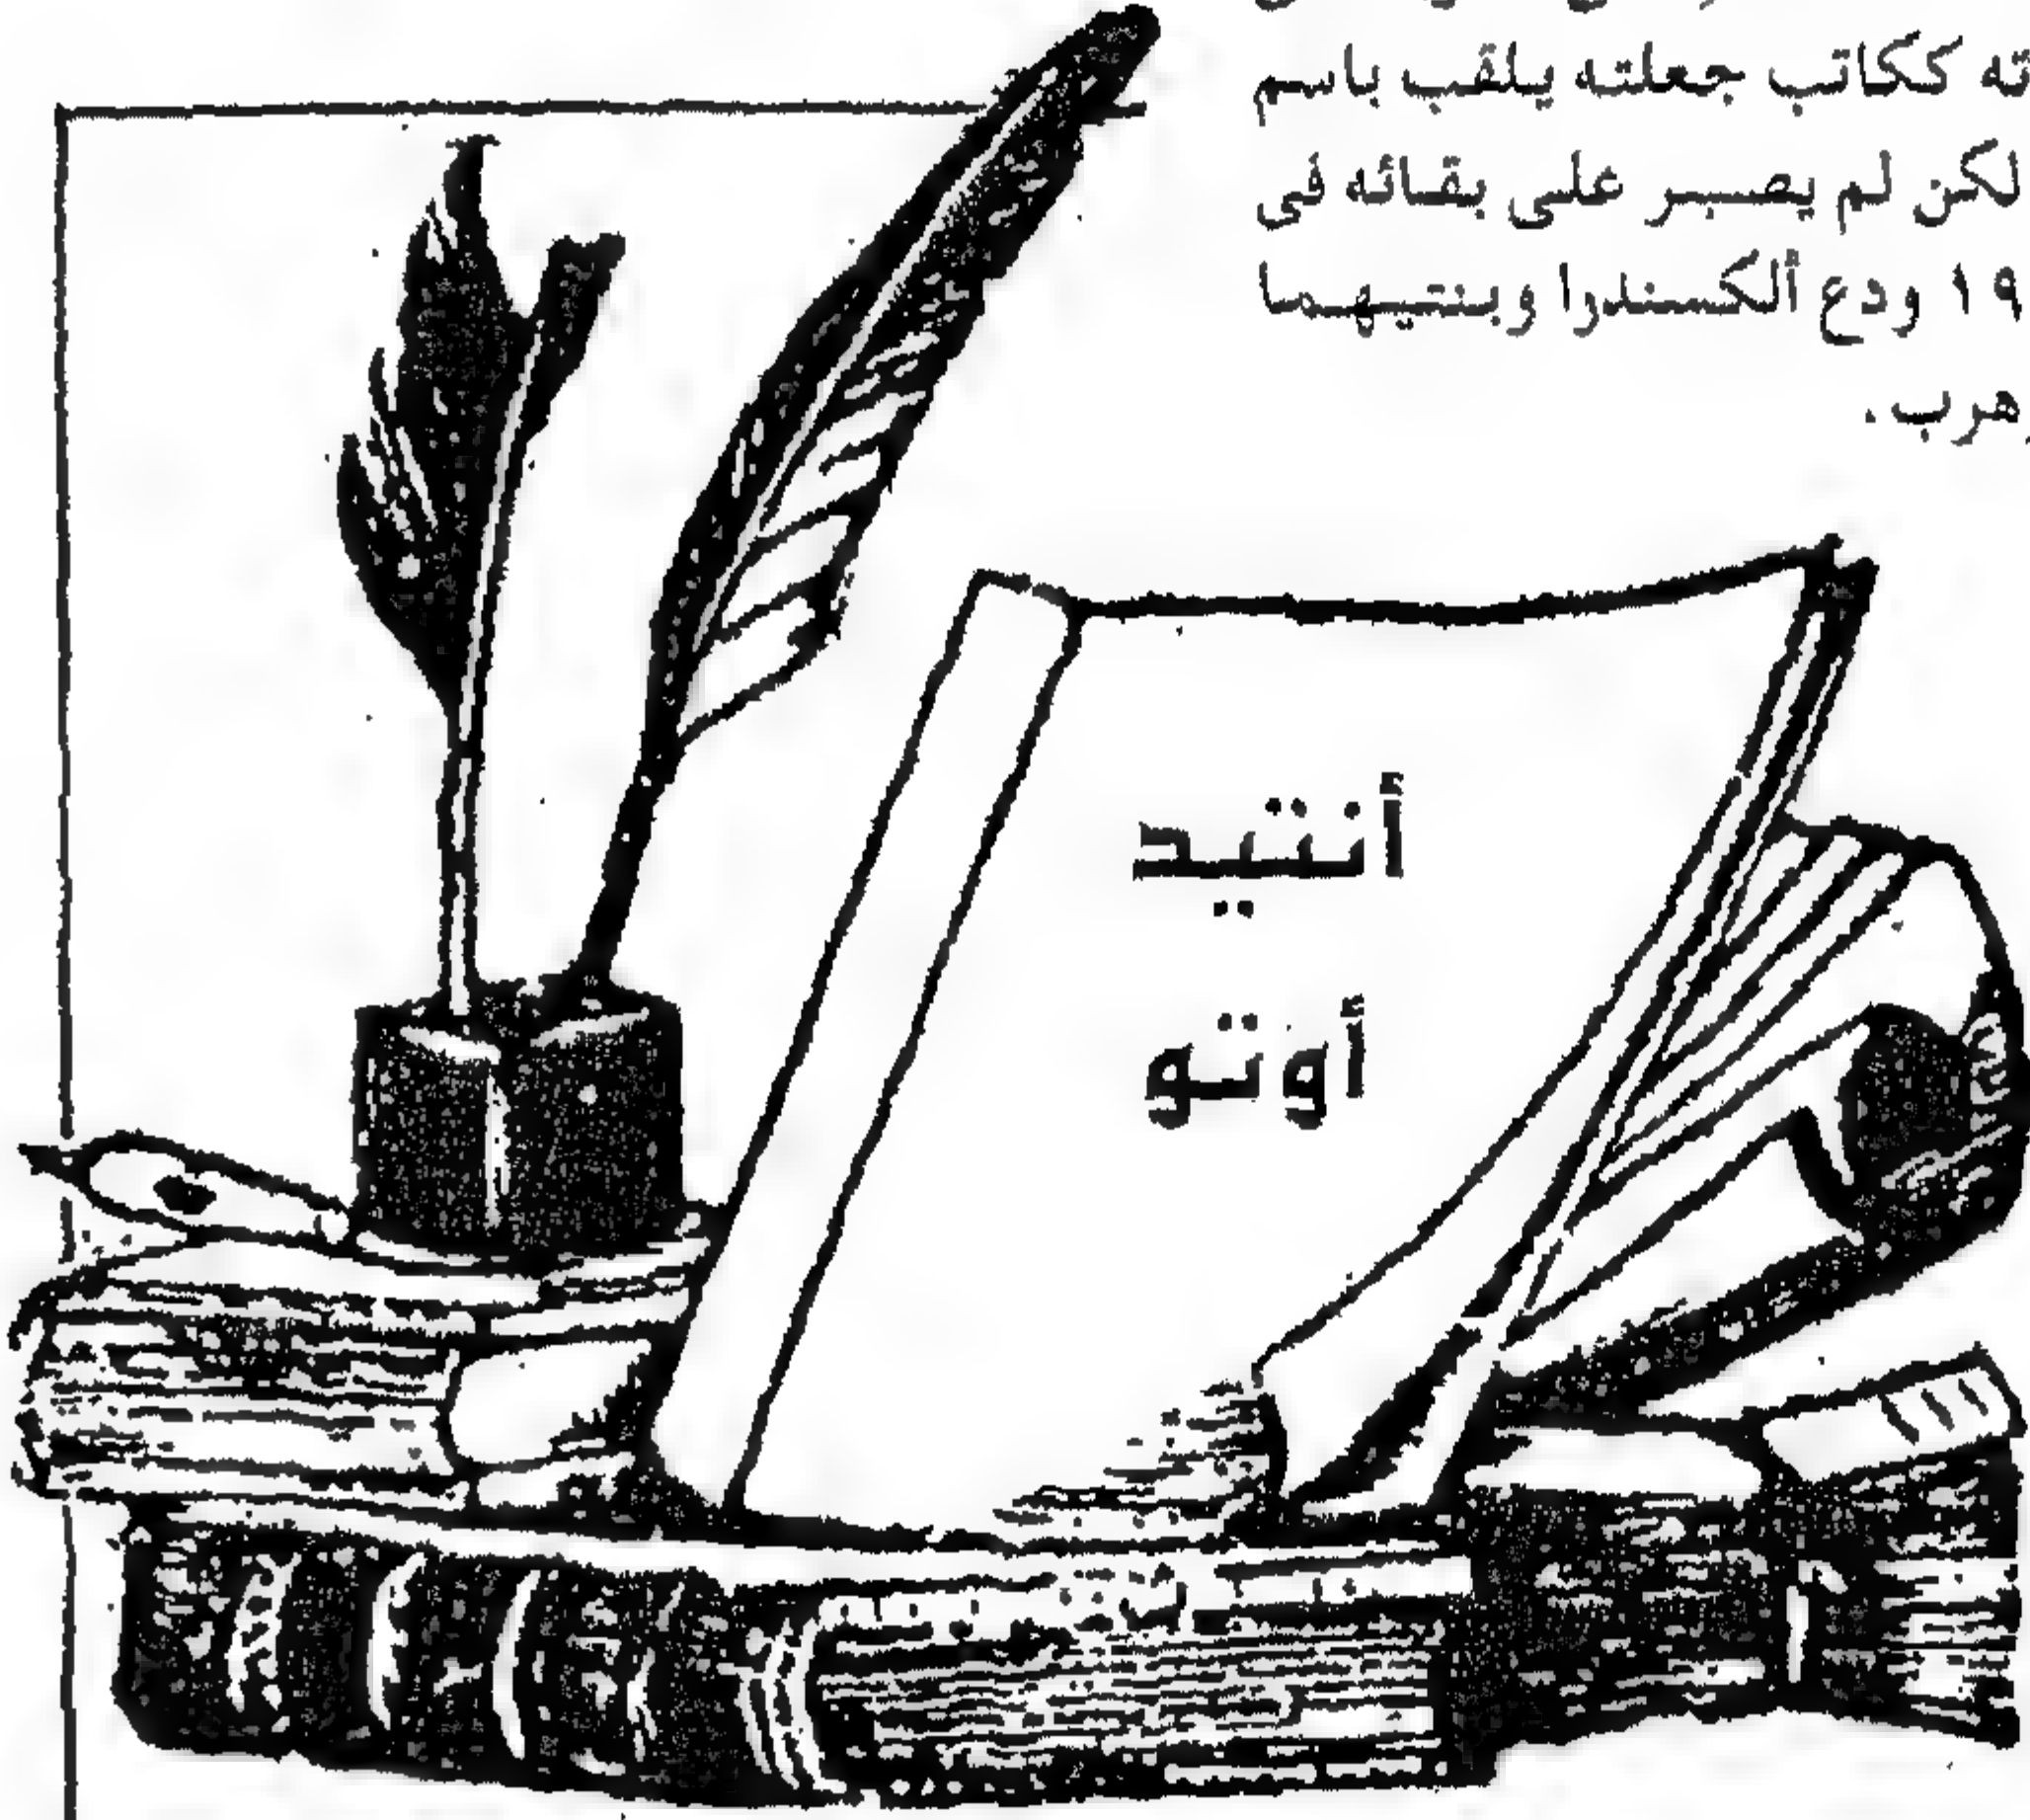 ته ككاتب جعلته يلقب باسم
لكن لم يصبر على بقائه فى
١٩ ودع ألكسندرا وبنتيهما
هرب .
أنتيد
أوتو